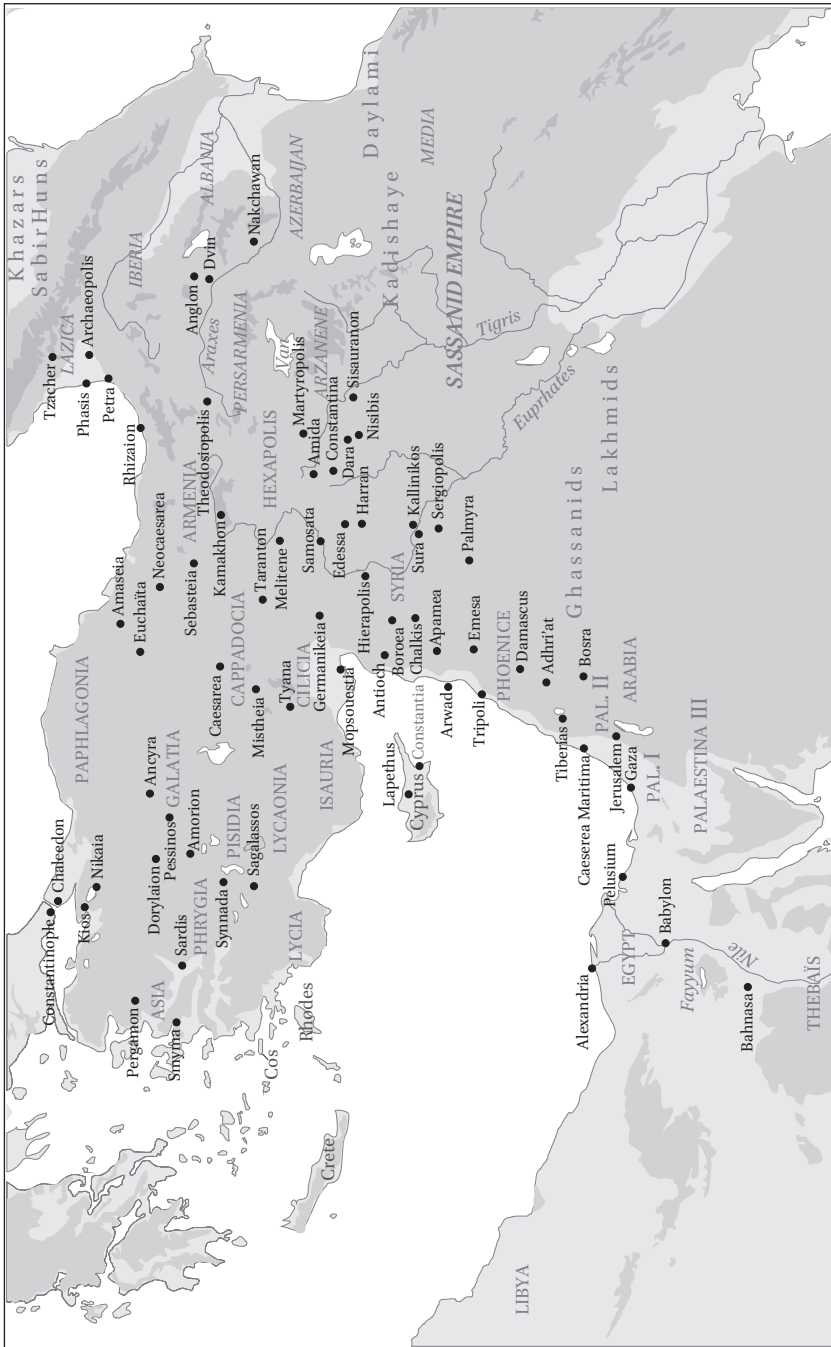 Khazars
Sabir Huns
Tzacher
LAZICA
Archaeopolis
Phasis
Petra
Rhizaion
IBERIA
ALBANIA
Anglon
Dvin
Nakchawan
AZERBAIJAN
Araxes
PERSARMENIA
Theodosiopolis
Van
ARZANENE
Daylami
Kadishaye
MEDIA
SASSANID EMPIRE
Tigris
Euprhates
Lakhmids
Ghassanids
Martyropolis
Amida
Constantina
Sisauranon
Dara
Nisibis
HEXAPOLIS
ARMENIA
Kamakhon
Neocaesarea
Amaseia
Euchaïta
Sebasteia
Taranton
Melitene
Samosata
Edessa
Harran
Kallinikos
Sura
Sergiopolis
Palmyra
Hierapolis
SYRIA
Boroea
Chalkis
Antioch
Apamea
Emesa
PHOENICE
Damascus
Adhri'at
Bosra
Arwad
Tripoli
PAPHLAGONIA
Caesarea
CAPPADOCIA
Tyana
CILICIA
Germanikeia
Mistheia
Mopsouestia
ISAURIA
Lapethus
Constantia
Cyprus
Ancyra
GALATIA
Pessinos
Amorion
PISIDIA
LYCAONIA
Sagalassos
Synnada
Dorylaion
PHRYGIA
Sardis
LYCIA
Constantinople
Chalcedon
Nikaia
Kios
Pergamon
ASIA
Smyrna
Cos
Rhodes
Crete
Tiberias
PAL. II
ARABIA
Caeserea Maritima
Jerusalem
Gaza
PAL. I
PALAESTINA III
Pelusium
Alexandria
EGYPT
Babylon
Fayyum
Nile
Bahnasa
THEBAÏS
LIBYA